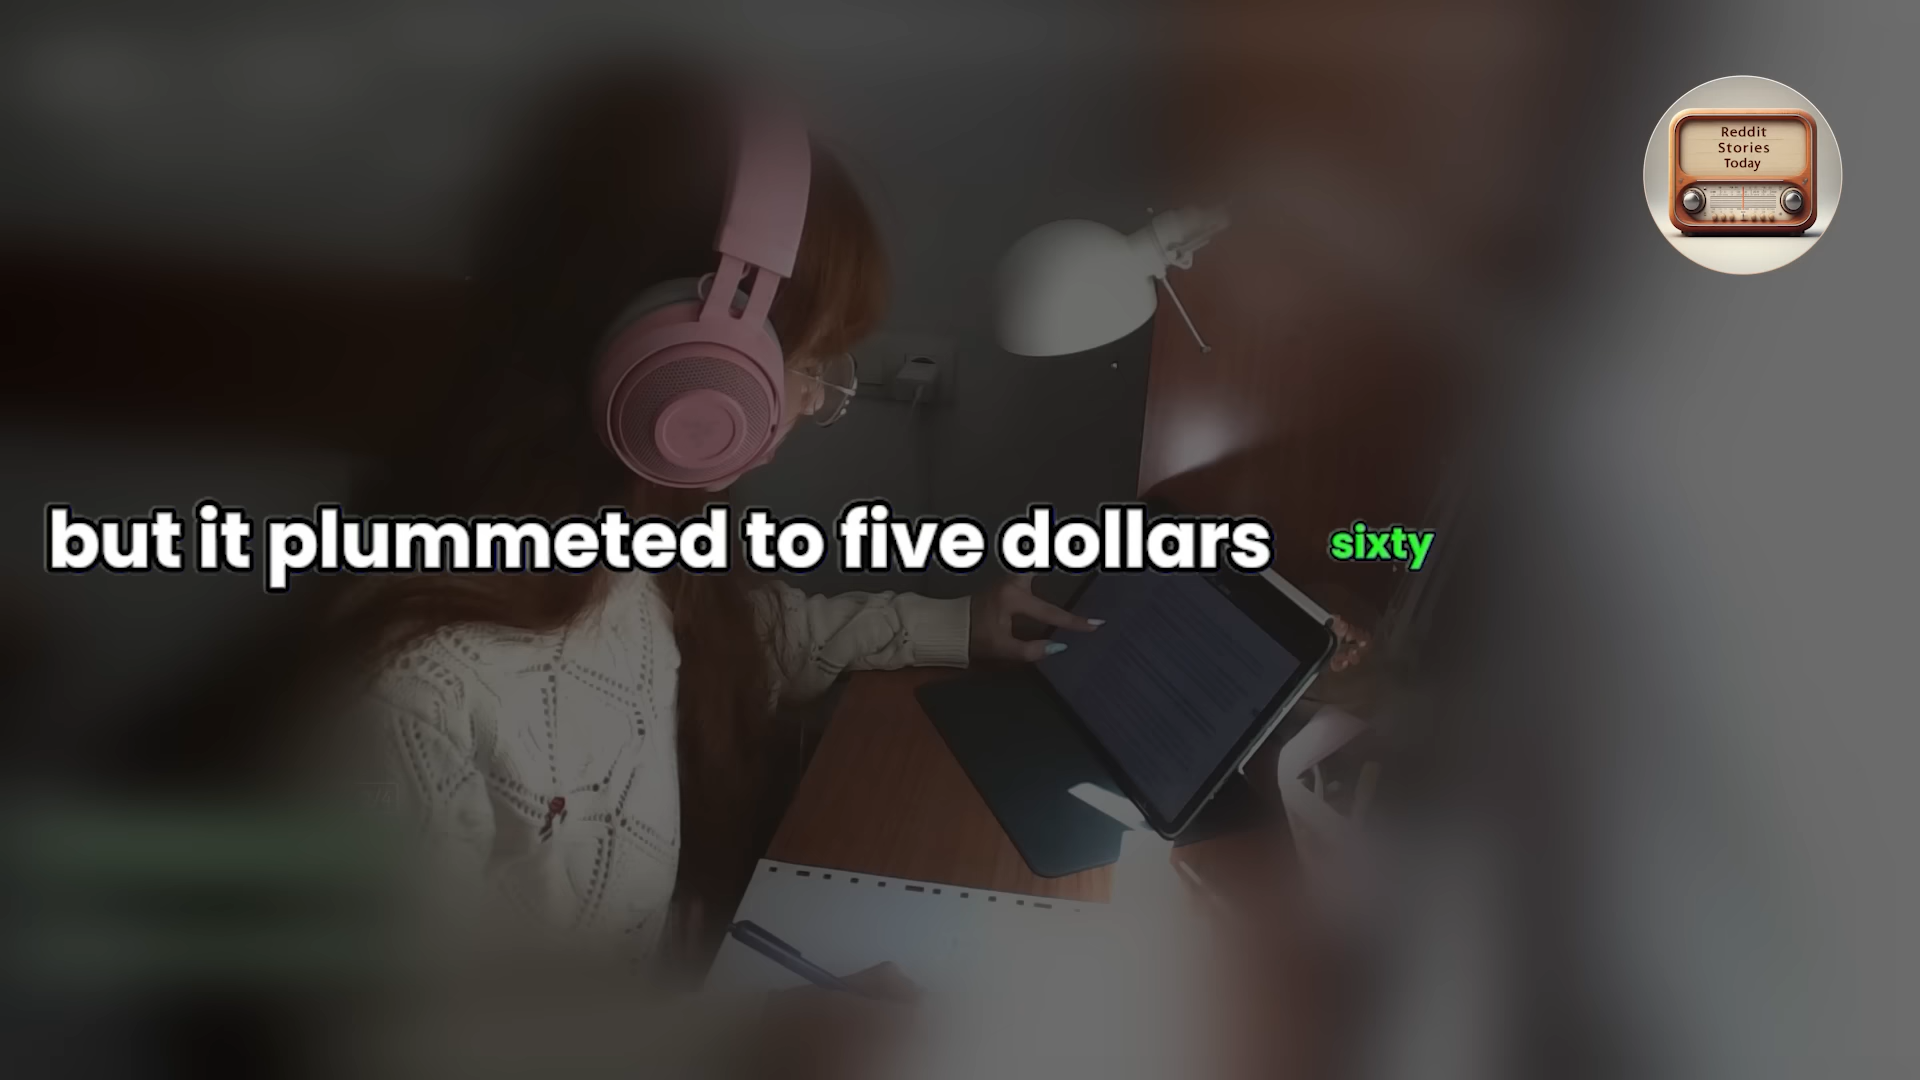 Reddit
Stories
Today
but it plummeted to five dollars sixty